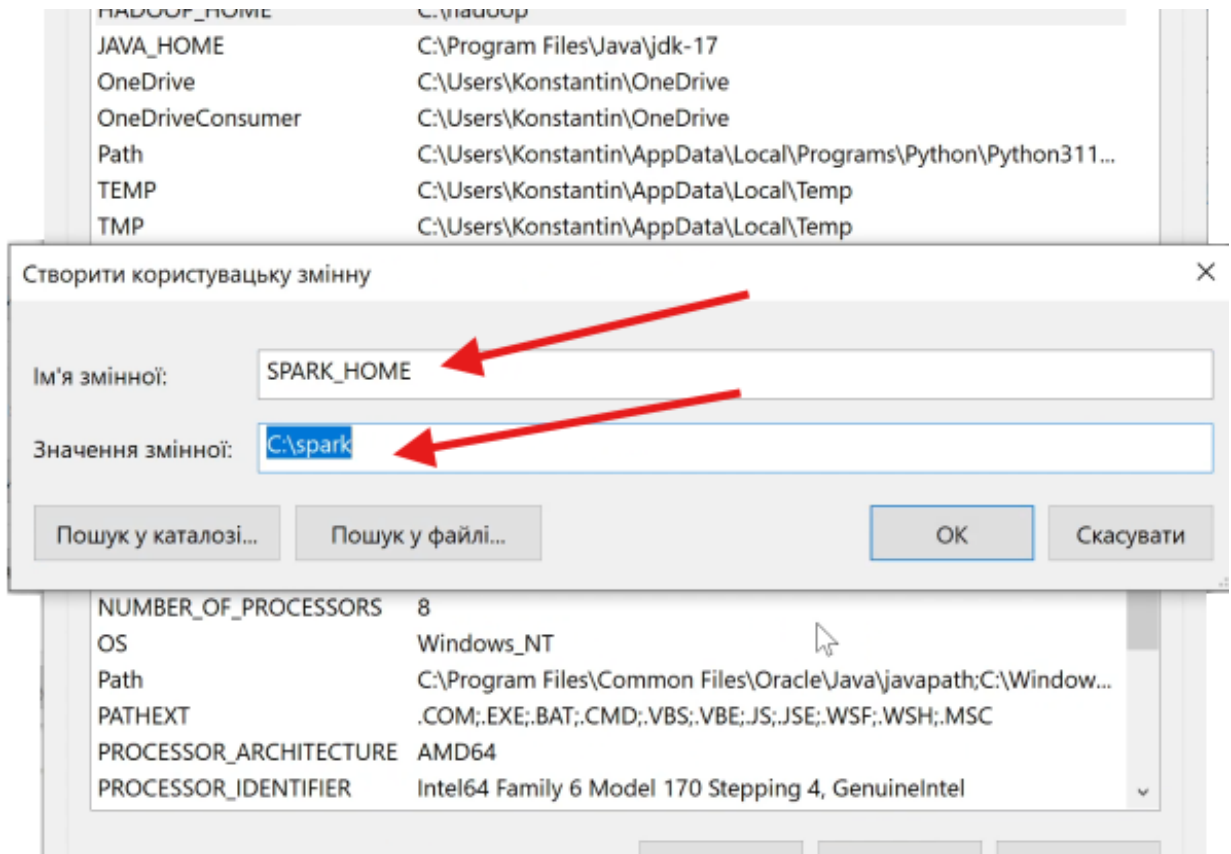 HADOOP_HOME C:\hadoop
JAVA_HOME C:\Program Files\Java\jdk-17
OneDrive C:\Users\Konstantin\OneDrive
OneDriveConsumer C:\Users\Konstantin\OneDrive
Path C:\Users\Konstantin\AppData\Local\Programs\Python\Python311...
TEMP C:\Users\Konstantin\AppData\Local\Temp
TMP C:\Users\Konstantin\AppData\Local\Temp
Створити користувацьку змінну
Ім'я змінної: SPARK_HOME
Значення змінної: C:\spark
Пошук у каталозі... Пошук у файлі... OK Скасувати
NUMBER_OF_PROCESSORS 8
OS Windows_NT
Path C:\Program Files\Common Files\Oracle\Java\javapath;C:\Window...
PATHEXT .COM;.EXE;.BAT;.CMD;.VBS;.VBE;.JS;.JSE;.WSF;.WSH;.MSC
PROCESSOR_ARCHITECTURE AMD64
PROCESSOR_IDENTIFIER Intel64 Family 6 Model 170 Stepping 4, GenuineIntel